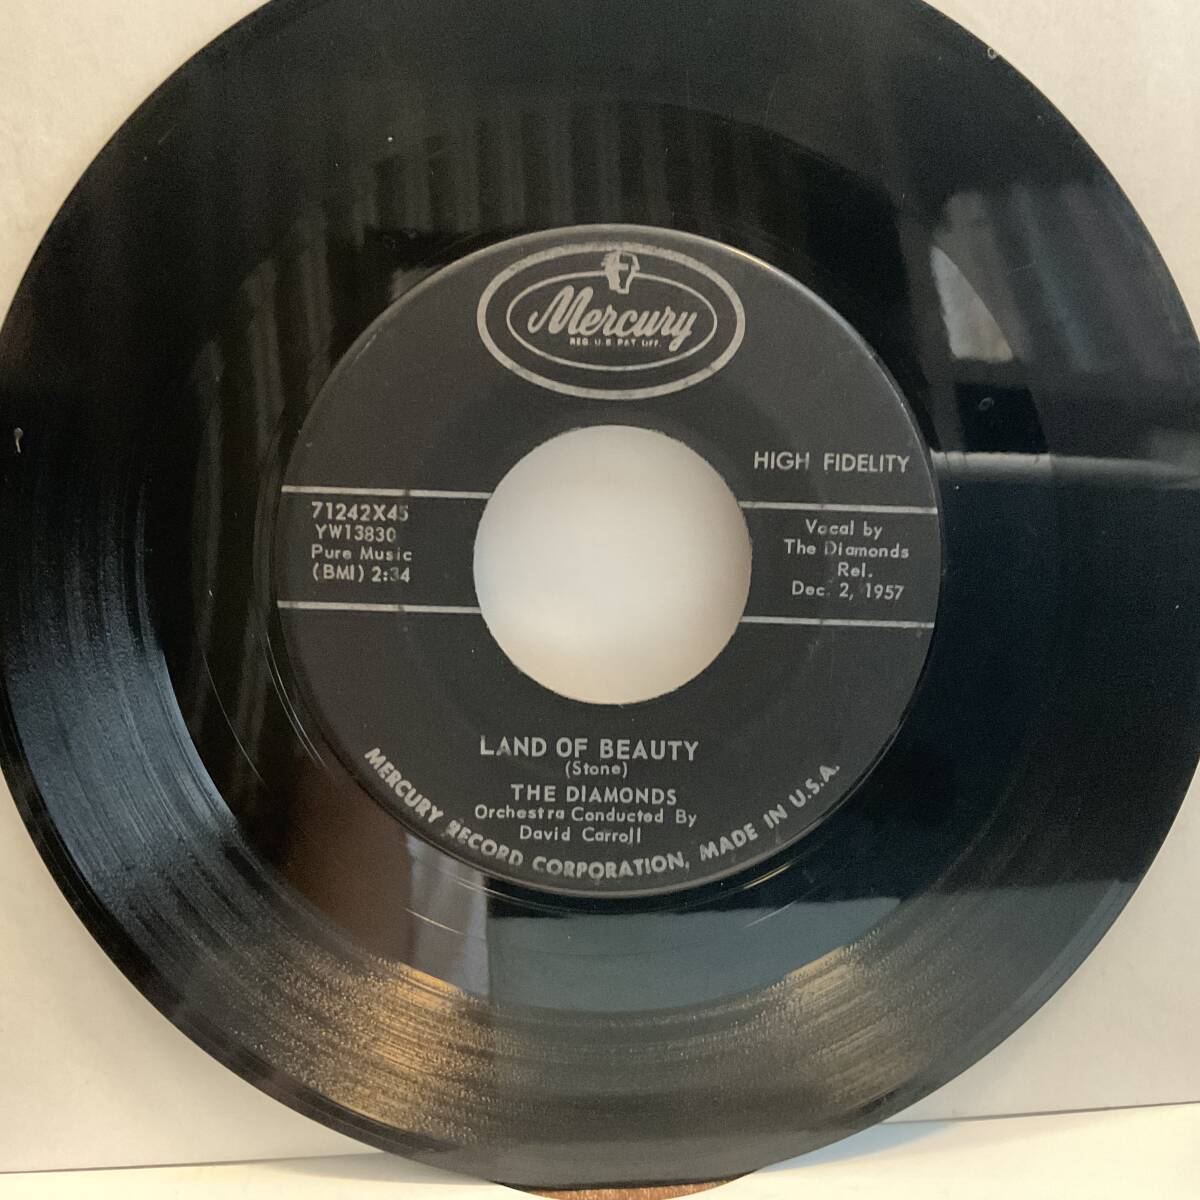 Mercury
REG. U.S. PAT. OFF.
HIGH FIDELITY
71242X45
YW13830
Pure Music
(BMI) 2:34
Vocal by
The Diamonds
Rel.
Dec. 2, 1957
LAND OF BEAUTY
(Stone)
THE DIAMONDS
Orchestra Conducted By
David Carroll
MERCURY RECORD CORPORATION, MADE IN U.S.A.